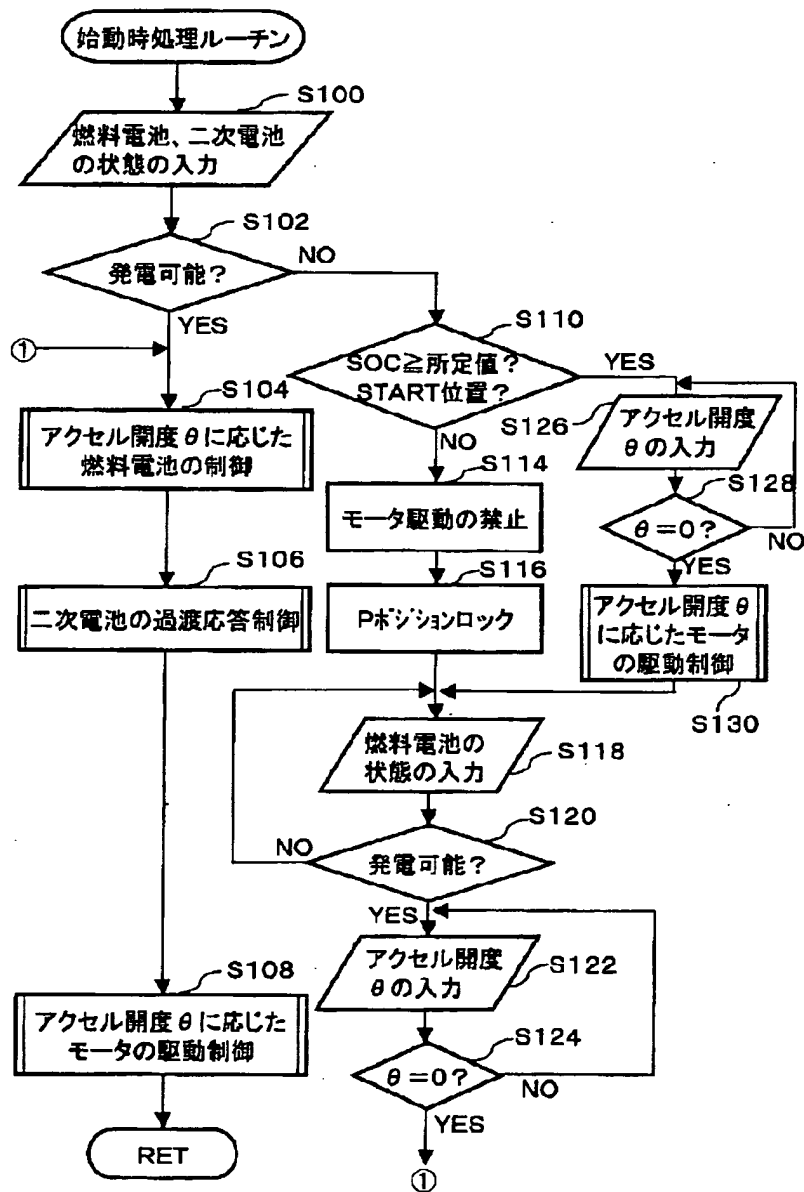 始動時処理ルーチン
S100
燃料電池、二次電池
の状態の入力
S102
発電可能?
NO
YES
①
S110
SOC≧所定値?
START位置?
YES
NO
S104
アクセル開度θに応じた
燃料電池の制御
S126
アクセル開度
θの入力
S128
θ=0?
NO
YES
S114
モータ駆動の禁止
S106
二次電池の過渡応答制御
S116
Pポジションロック
アクセル開度θ
に応じたモータ
の駆動制御
S130
燃料電池の
状態の入力
S118
S120
発電可能?
NO
YES
アクセル開度
θの入力
S122
S108
アクセル開度θに応じた
モータの駆動制御
S124
θ=0?
NO
YES
①
RET